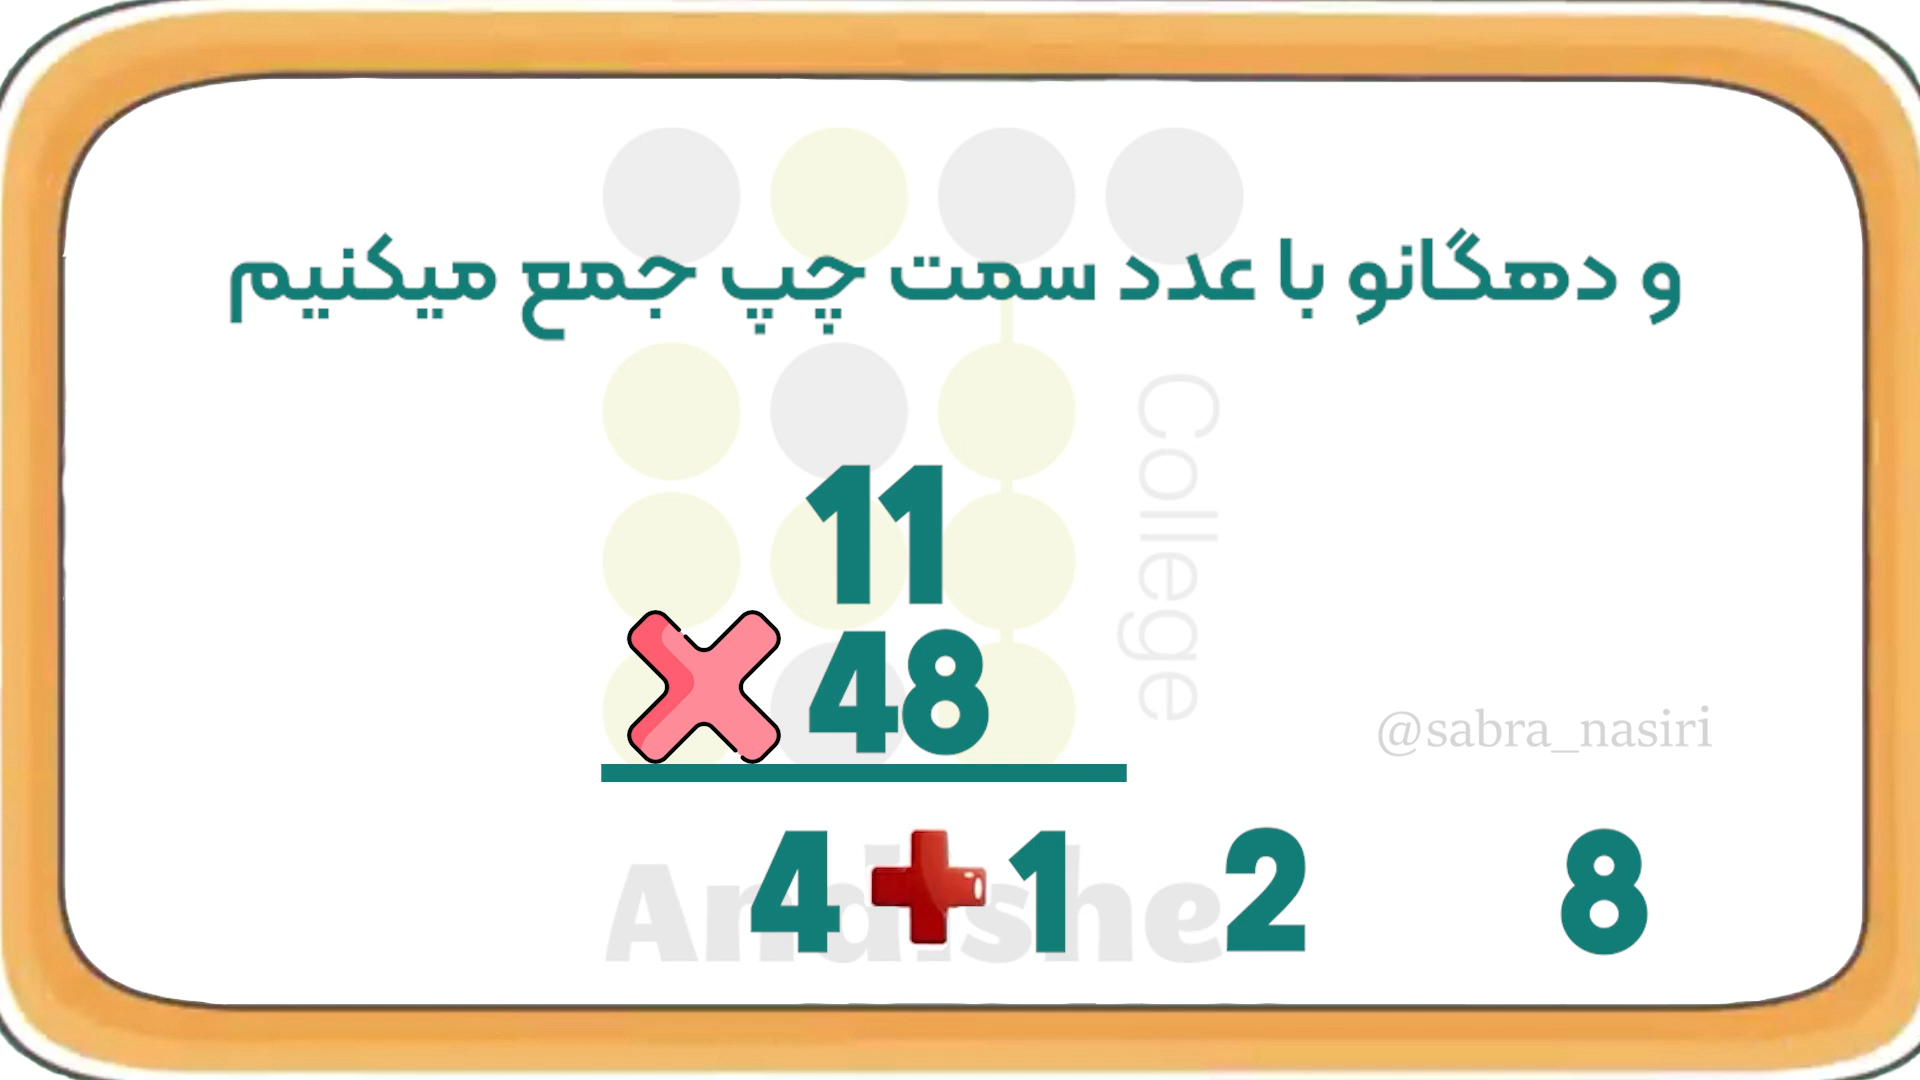 و دهگانو با عدد سمت چپ جمع میکنیم
College
11
48
@sabra_nasiri
4+1 2 8
Andishe